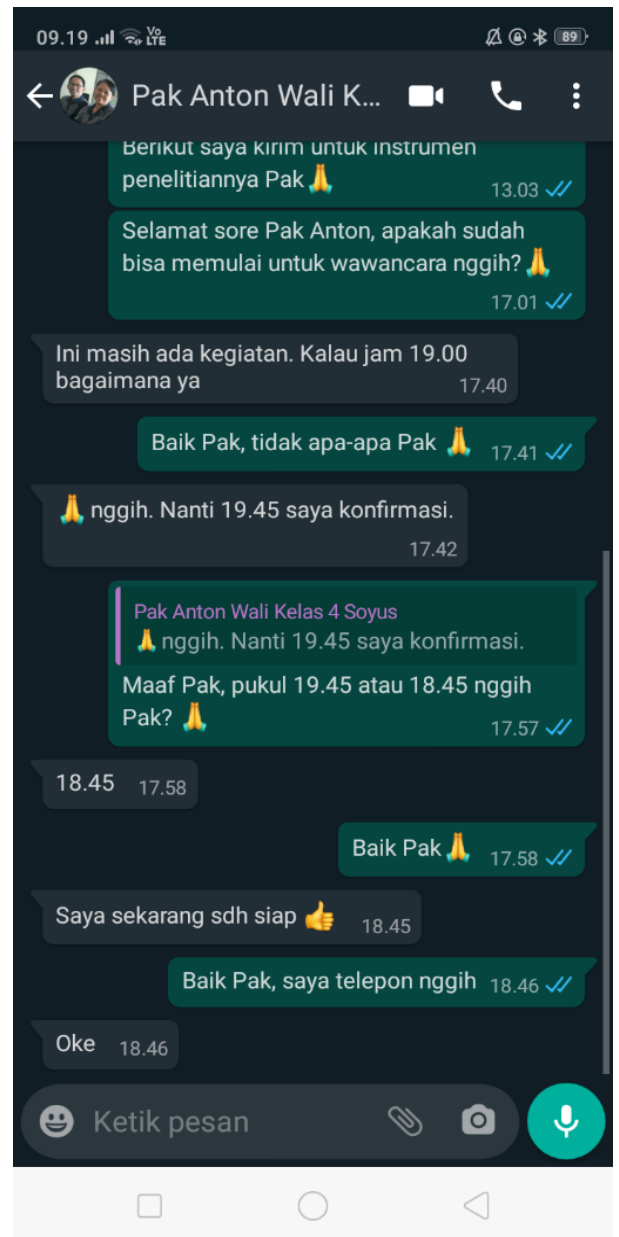 09.19 Vo LTE 89
Pak Anton Wali K...
Berikut saya kirim untuk instrumen
penelitiannya Pak 🙏 13.03
Selamat sore Pak Anton, apakah sudah
bisa memulai untuk wawancara nggih? 🙏
17.01
Ini masih ada kegiatan. Kalau jam 19.00
bagaimana ya 17.40
Baik Pak, tidak apa-apa Pak 🙏 17.41
🙏 nggih. Nanti 19.45 saya konfirmasi.
17.42
Pak Anton Wali Kelas 4 Soyus
🙏 nggih. Nanti 19.45 saya konfirmasi.
Maaf Pak, pukul 19.45 atau 18.45 nggih
Pak? 🙏 17.57
18.45 17.58
Baik Pak 🙏 17.58
Saya sekarang sdh siap 👍 18.45
Baik Pak, saya telepon nggih 18.46
Oke 18.46
Ketik pesan